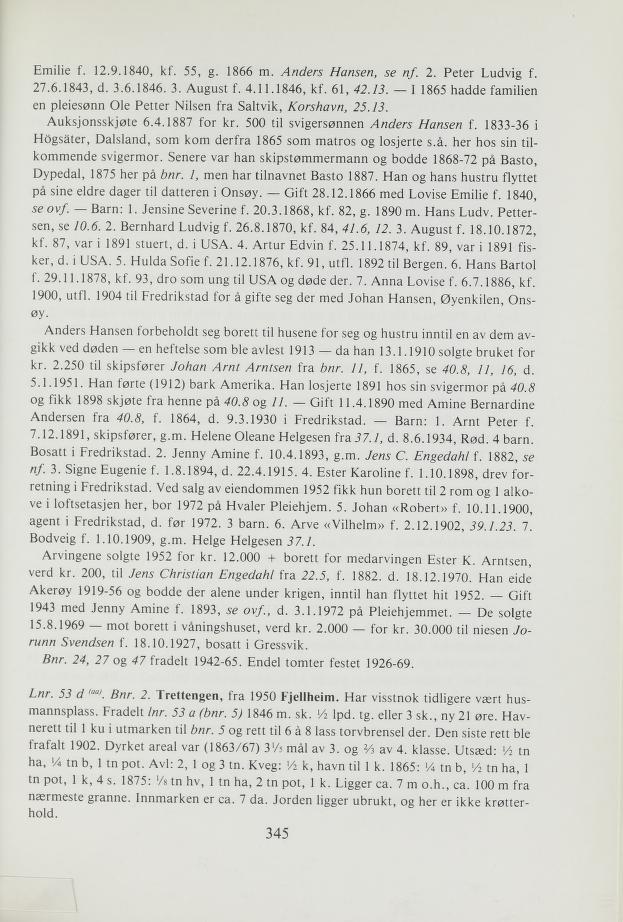 Emilie f. 12.9.1840, kf. 55, g. 1866 m. Anders Hansen, se nf. 2. Peter Ludvig f.
27.6.1843, d. 3.6.1846. 3. August f. 4.11.1846, kf. 61, 42.13. — I 1865 hadde familien
en pleiesønn Ole Petter Nilsen fra Saltvik, Korshavn, 25.13.
Auksjonsskjøte 6.4.1887 for kr. 500 til svigersønnen Anders Hansen f. 1833-36 i
Högsäter, Dalsland, som kom derfra 1865 som matros og losjerte s.å. her hos sin til-
kommende svigermor. Senere var han skipstømmermann og bodde 1868-72 på Basto,
Dypedal, 1875 her på bnr. 1, men har tilnavnet Basto 1887. Han og hans hustru flyttet
på sine eldre dager til datteren i Onsøy. — Gift 28.12.1866 med Lovise Emilie f. 1840,
se ovf. — Barn: 1. Jensine Severine f. 20.3.1868, kf. 82, g. 1890 m. Hans Ludv. Petter-
sen, se 10.6. 2. Bernhard Ludvig f. 26.8.1870, kf. 84, 41.6, 12. 3. August f. 18.10.1872,
kf. 87, var i 1891 stuert, d. i USA. 4. Artur Edvin f. 25.11.1874, kf. 89, var i 1891 fis-
ker, d. i USA. 5. Hulda Sofie f. 21.12.1876, kf. 91, utfl. 1892 til Bergen. 6. Hans Bartol
f. 29.11.1878, kf. 93, dro som ung til USA og døde der. 7. Anna Lovise f. 6.7.1886, kf.
1900, utfl. 1904 til Fredrikstad for å gifte seg der med Johan Hansen, Øyenkilen, Ons-
øy.
Anders Hansen forbeholdt seg borett til husene for seg og hustru inntil en av dem av-
gikk ved døden — en heftelse som ble avlest 1913 — da han 13.1.1910 solgte bruket for
kr. 2.250 til skipsfører Johan Arnt Arntsen fra bnr. 11, f. 1865, se 40.8, 11, 16, d.
5.1.1951. Han førte (1912) bark Amerika. Han losjerte 1891 hos sin svigermor på 40.8
og fikk 1898 skjøte fra henne på 40.8 og 11. — Gift 11.4.1890 med Amine Bernardine
Andersen fra 40.8, f. 1864, d. 9.3.1930 i Fredrikstad. — Barn: 1. Arnt Peter f.
7.12.1891, skipsfører, g.m. Helene Oleane Helgesen fra 37.1, d. 8.6.1934, Rød. 4 barn.
Bosatt i Fredrikstad. 2. Jenny Amine f. 10.4.1893, g.m. Jens C. Engedahl f. 1882, se
nf. 3. Signe Eugenie f. 1.8.1894, d. 22.4.1915. 4. Ester Karoline f. 1.10.1898, drev for-
retning i Fredrikstad. Ved salg av eiendommen 1952 fikk hun borett til 2 rom og 1 alko-
ve i loftsetasjen her, bor 1972 på Hvaler Pleiehjem. 5. Johan «Robert» f. 10.11.1900,
agent i Fredrikstad, d. før 1972. 3 barn. 6. Arve «Vilhelm» f. 2.12.1902, 39.1.23. 7.
Bodveig f. 1.10.1909, g.m. Helge Helgesen 37.1.
Arvingene solgte 1952 for kr. 12.000 + borett for medarvingen Ester K. Arntsen,
verd kr. 200, til Jens Christian Engedahl fra 22.5, f. 1882. d. 18.12.1970. Han eide
Akerøy 1919-56 og bodde der alene under krigen, inntil han flyttet hit 1952. — Gift
1943 med Jenny Amine f. 1893, se ovf., d. 3.1.1972 på Pleiehjemmet. — De solgte
15.8.1969 — mot borett i våningshuset, verd kr. 2.000 — for kr. 30.000 til niesen Jo-
runn Svendsen f. 18.10.1927, bosatt i Gressvik.
Bnr. 24, 27 og 47 fradelt 1942-65. Endel tomter festet 1926-69.
Lnr. 53 d (aa). Bnr. 2. Trettengen, fra 1950 Fjellheim. Har visstnok tidligere vært hus-
mannsplass. Fradelt lnr. 53 a (bnr. 5) 1846 m. sk. ½ lpd. tg. eller 3 sk., ny 21 øre. Hav-
nerett til 1 ku i utmarken til bnr. 5 og rett til 6 à 8 lass torvbrensel der. Den siste rett ble
frafalt 1902. Dyrket areal var (1863/67) 3⅓ mål av 3. og ⅔ av 4. klasse. Utsæd: ½ tn
ha, ¼ tn b, 1 tn pot. Avl: 2, 1 og 3 tn. Kveg: ½ k, havn til 1 k. 1865: ¼ tn b, ½ tn ha, 1
tn pot, 1 k, 4 s. 1875: ⅛ tn hv, 1 tn ha, 2 tn pot, 1 k. Ligger ca. 7 m o.h., ca. 100 m fra
nærmeste granne. Innmarken er ca. 7 da. Jorden ligger ubrukt, og her er ikke krøtter-
hold.
345